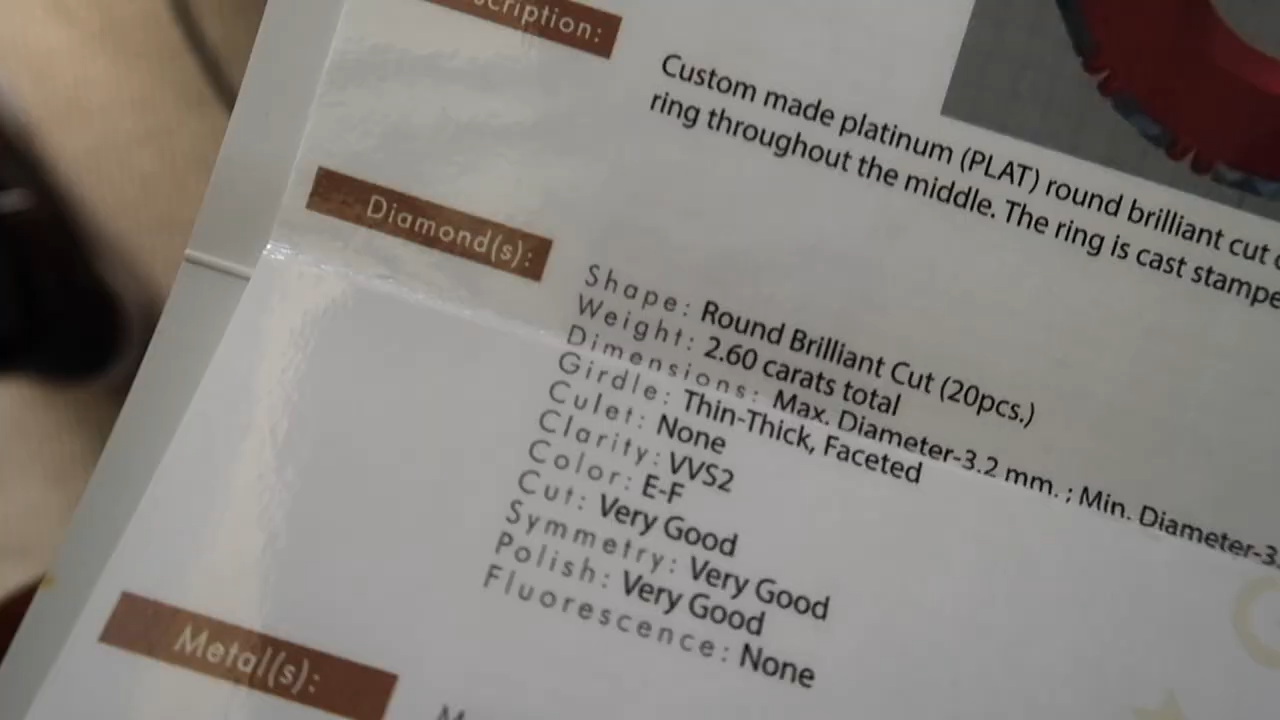 scription:
Custom made platinum (PLAT) round brilliant cut
ring throughout the middle. The ring is cast stampe
Diamond(s):
Shape: Round Brilliant Cut (20pcs.)
Weight: 2.60 carats total
Dimensions: Max. Diameter-3.2 mm. ; Min. Diameter-3.
Girdle: Thin-Thick, Faceted
Culet: None
Clarity: VVS2
Color: E-F
Cut: Very Good
Symmetry: Very Good
Polish: Very Good
Fluorescence: None
Metal(s):